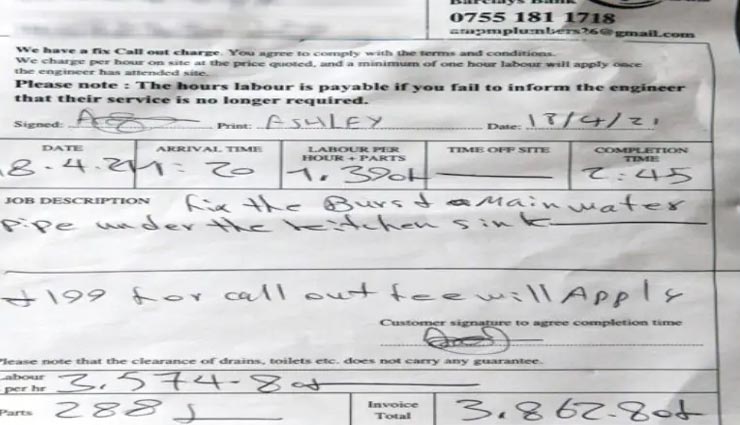 Barclays Bank
0755 181 1718
ampmplumbers26@gmail.com
We have a fix Call out charge. You agree to comply with the terms and conditions.
We charge per hour on site at the price quoted, and a minimum of one hour labour will apply once
the engineer has attended site.
Please note : The hours labour is payable if you fail to inform the engineer
that their service is no longer required.
Signed: Print: ASHLEY Date: 18/4/21
DATE ARRIVAL TIME LABOUR PER HOUR + PARTS TIME OFF SITE COMPLETION TIME
8.4.21 1:20 1.390 2:45
JOB DESCRIPTION fix the Burst Main water
pipe under the kitchen sink
+199 for call out fee will Apply
Customer signature to agree completion time
Please note that the clearance of drains, toilets etc. does not carry any guarantee.
Labour per hr 3.574-80
Parts 288 Invoice Total 3.862.80